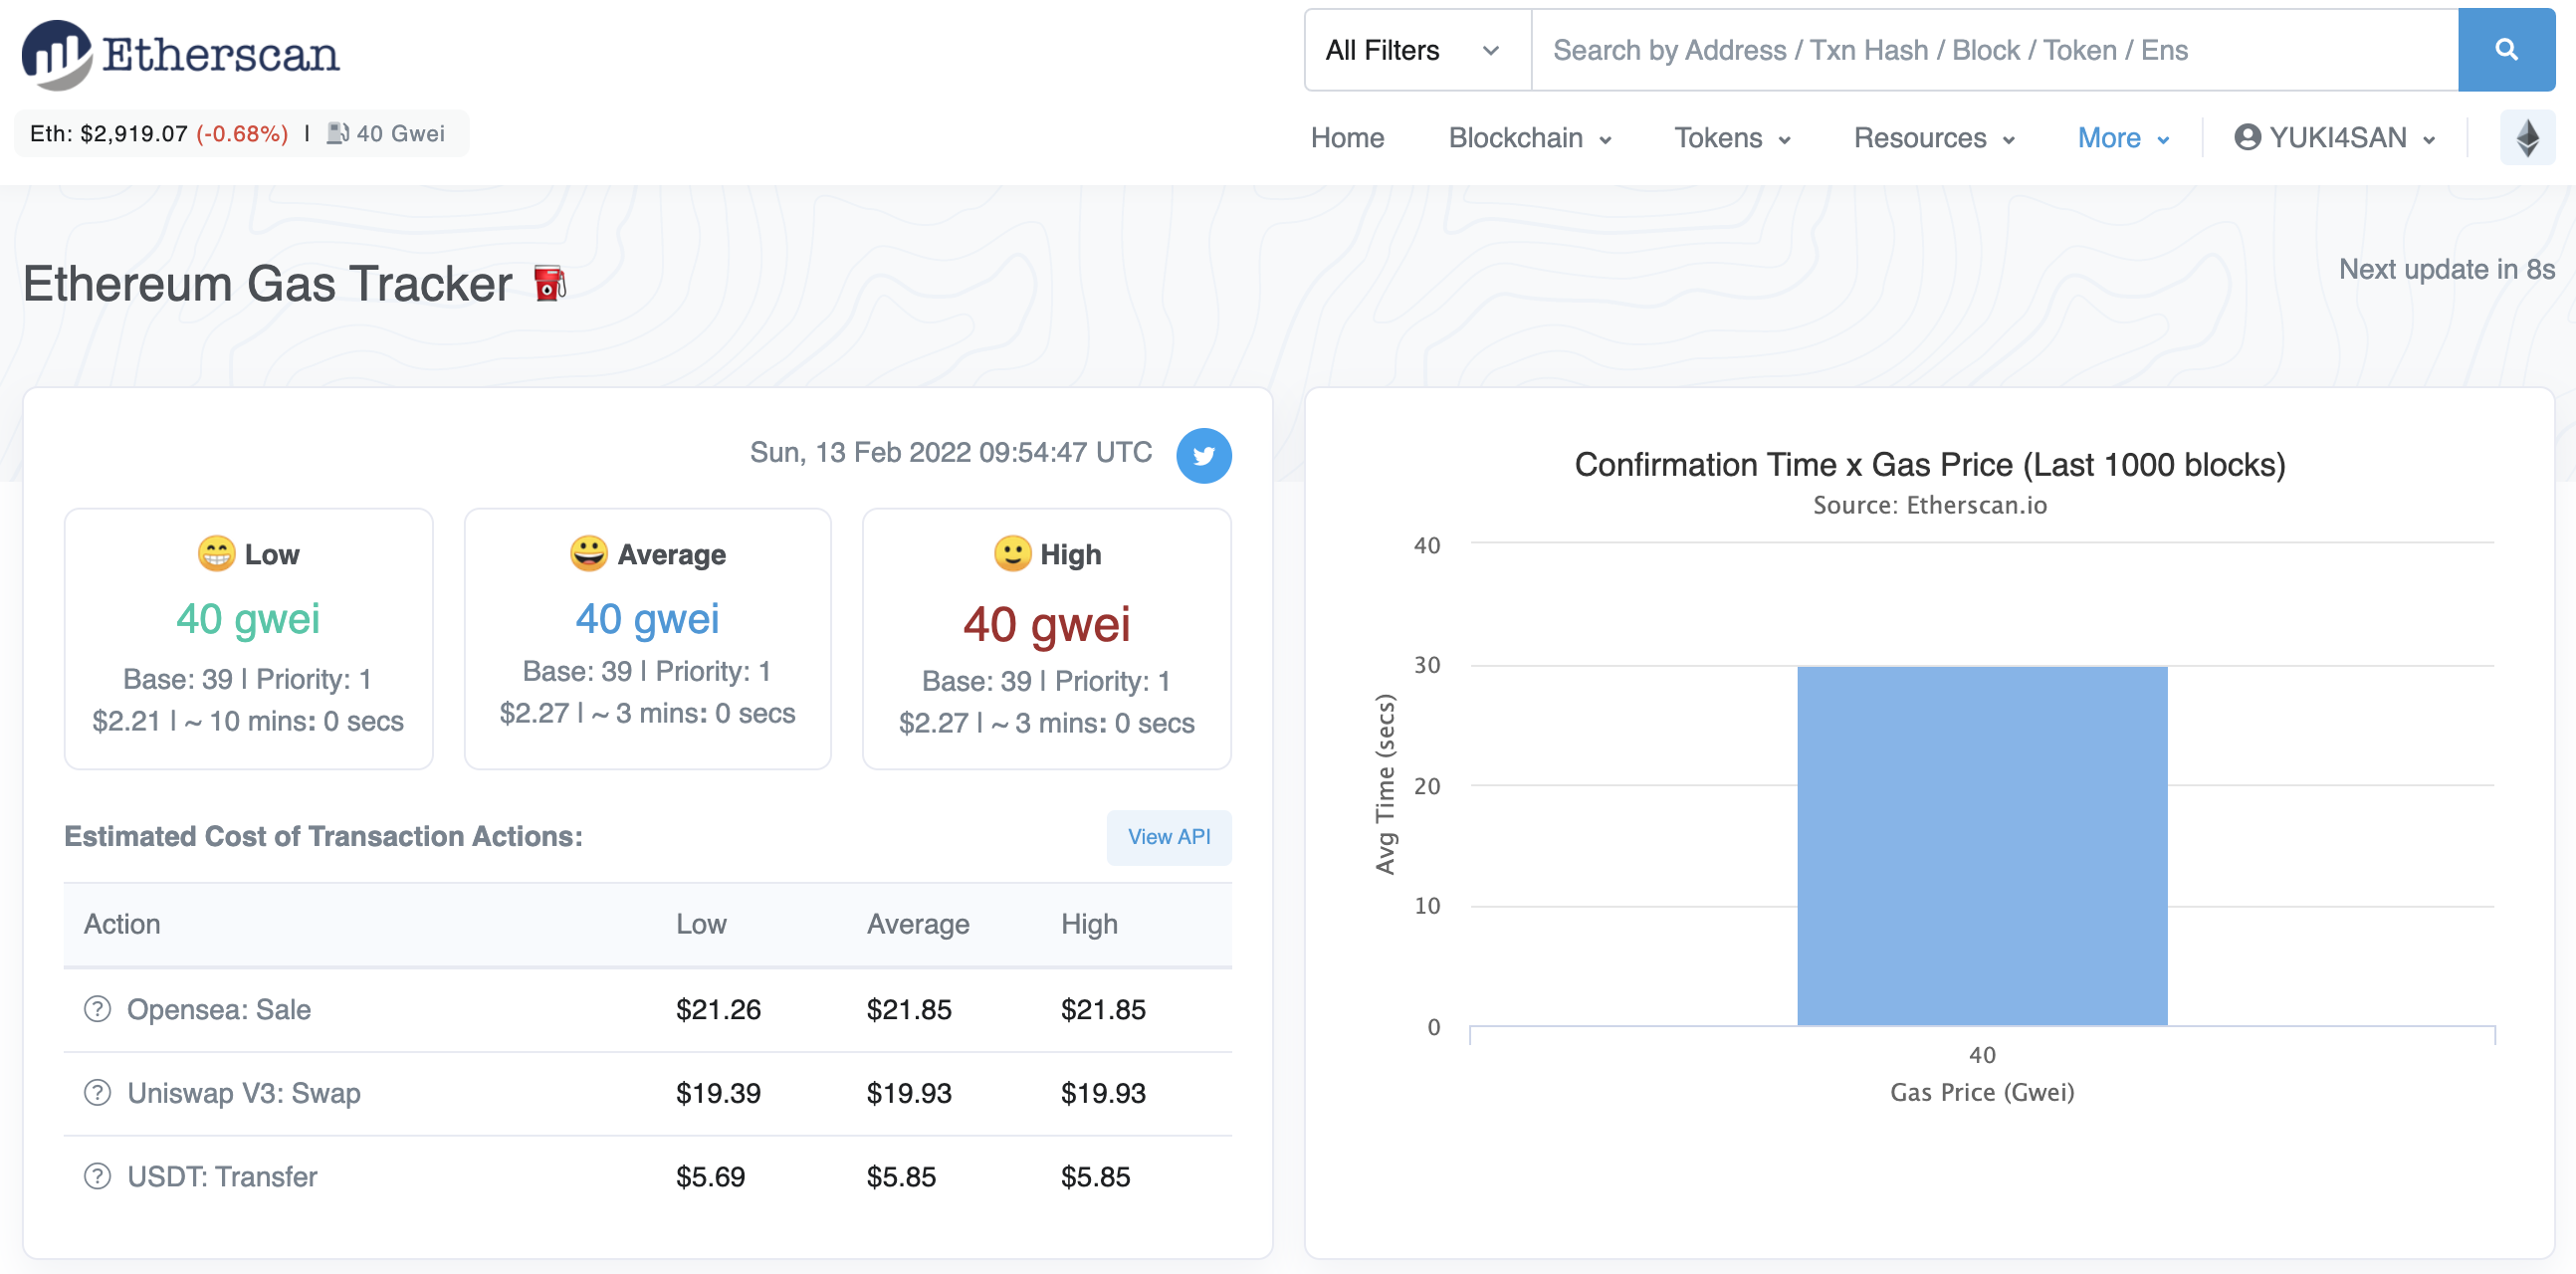 Etherscan
All Filters
Search by Address / Txn Hash / Block / Token / Ens
Eth: $2,919.07 (-0.68%) | 40 Gwei
Home Blockchain Tokens Resources More YUKI4SAN
Ethereum Gas Tracker
Next update in 8s
Sun, 13 Feb 2022 09:54:47 UTC
Low
40 gwei
Base: 39 | Priority: 1
$2.21 | ~ 10 mins: 0 secs
Average
40 gwei
Base: 39 | Priority: 1
$2.27 | ~ 3 mins: 0 secs
High
40 gwei
Base: 39 | Priority: 1
$2.27 | ~ 3 mins: 0 secs
Estimated Cost of Transaction Actions:
View API
Action Low Average High
? Opensea: Sale $21.26 $21.85 $21.85
? Uniswap V3: Swap $19.39 $19.93 $19.93
? USDT: Transfer $5.69 $5.85 $5.85
Confirmation Time x Gas Price (Last 1000 blocks)
Source: Etherscan.io
Avg Time (secs)
40
30
20
10
0
40
Gas Price (Gwei)